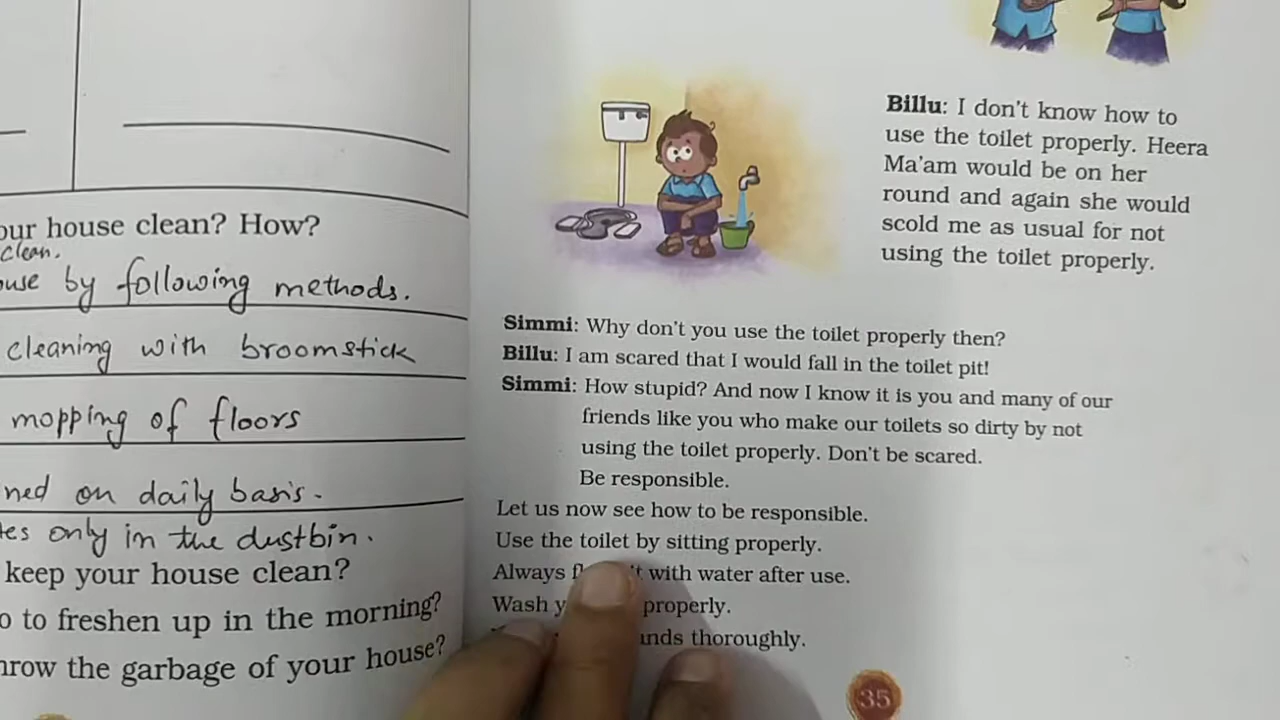 our house clean? How?
clean.
ouse by following methods.
cleaning with broomstick
mopping of floors
ned on daily basis.
tes only in the dustbin.
keep your house clean?
o to freshen up in the morning?
hrow the garbage of your house?
Billu: I don't know how to
use the toilet properly. Heera
Ma'am would be on her
round and again she would
scold me as usual for not
using the toilet properly.
Simmi: Why don't you use the toilet properly then?
Billu: I am scared that I would fall in the toilet pit!
Simmi: How stupid? And now I know it is you and many of our
friends like you who make our toilets so dirty by not
using the toilet properly. Don't be scared.
Be responsible.
Let us now see how to be responsible.
Use the toilet by sitting properly.
Always with water after use.
Wash properly.
thoroughly.
35